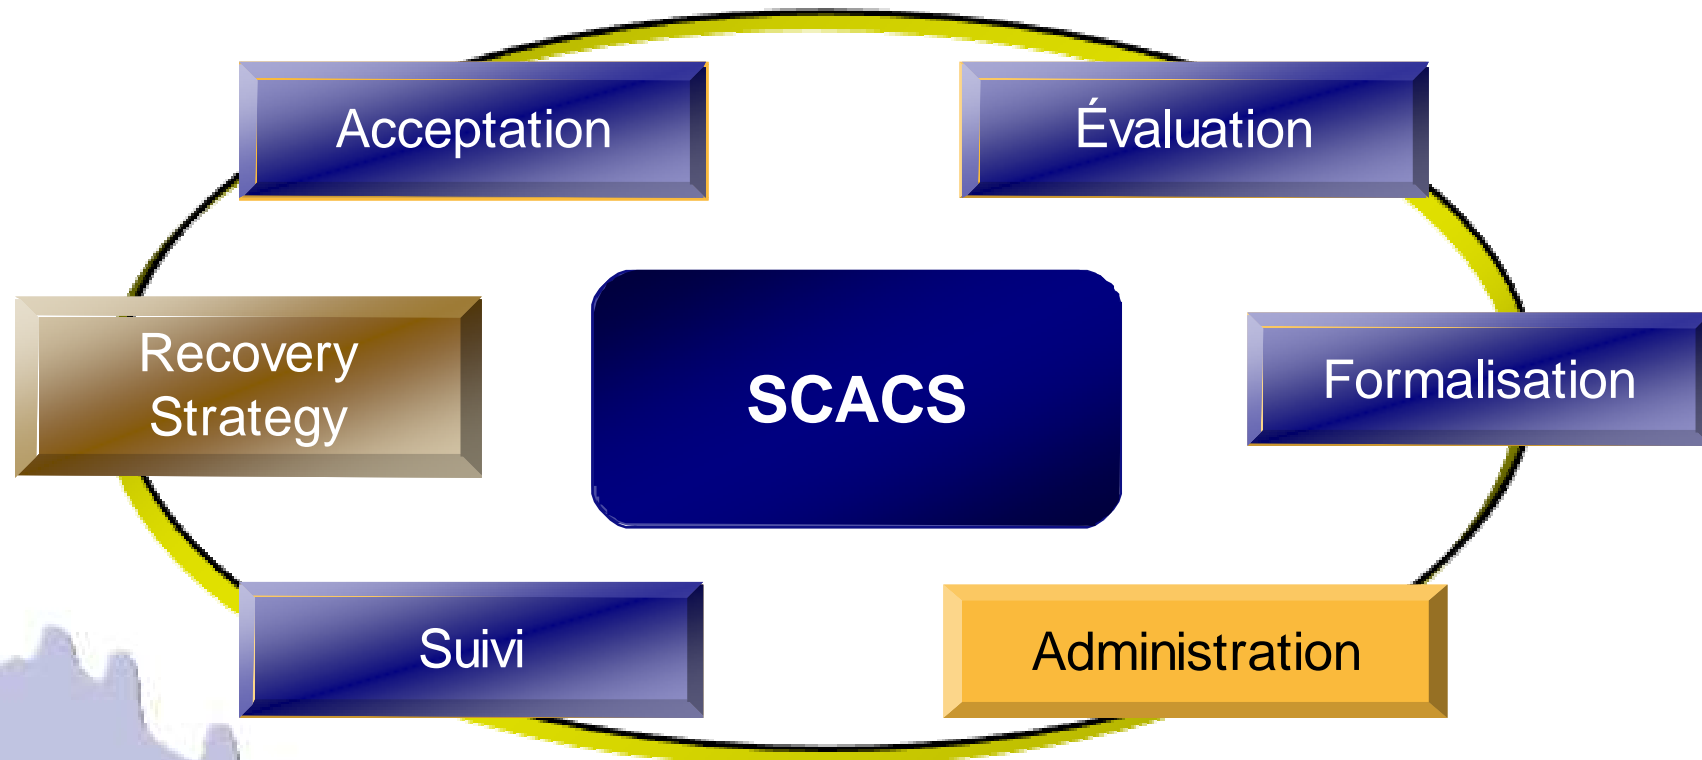 Acceptation
Évaluation
Recovery
Strategy
SCACS
Formalisation
Suivi
Administration